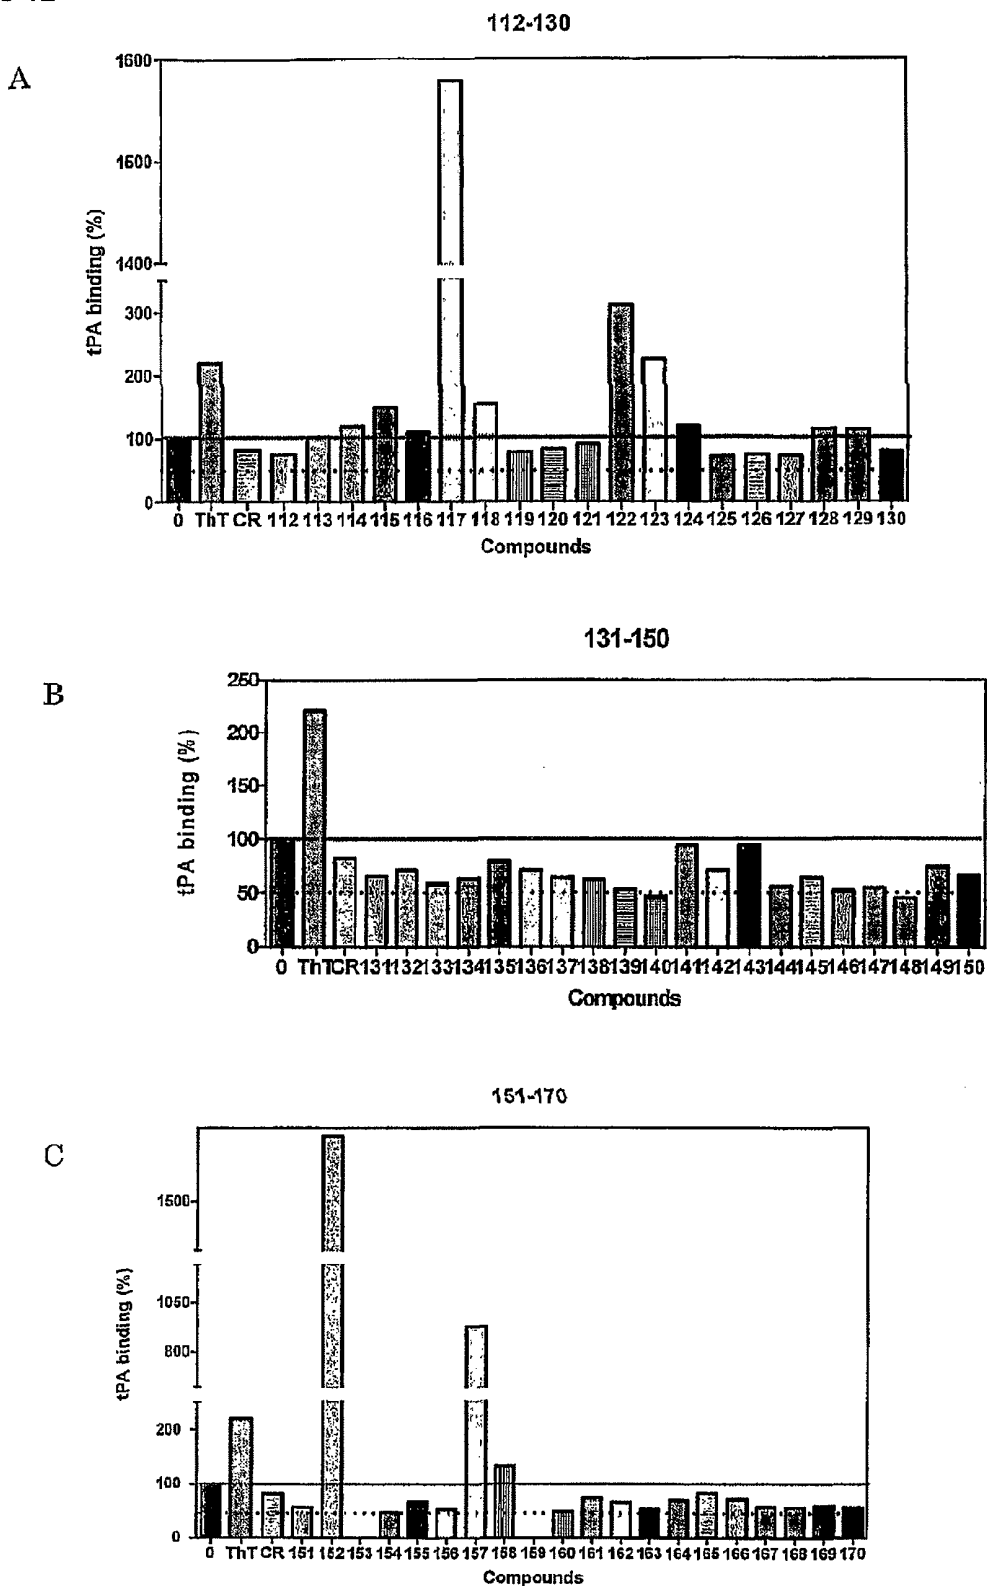 112-130
A
1600
1500
1400
300
200
100
0
tPA binding (%)
0 ThT CR 112 113 114 115 116 117 118 119 120 121 122 123 124 125 126 127 128 129 130
Compounds
131-150
B
250
200
150
100
50
0
tPA binding (%)
0 ThT CR 131 132 133 134 135 136 137 138 139 140 141 142 143 144 145 146 147 148 149 150
Compounds
151-170
C
1500
1050
800
200
100
0
tPA binding (%)
0 ThT CR 151 152 153 154 155 156 157 158 159 160 161 162 163 164 165 166 167 168 169 170
Compounds